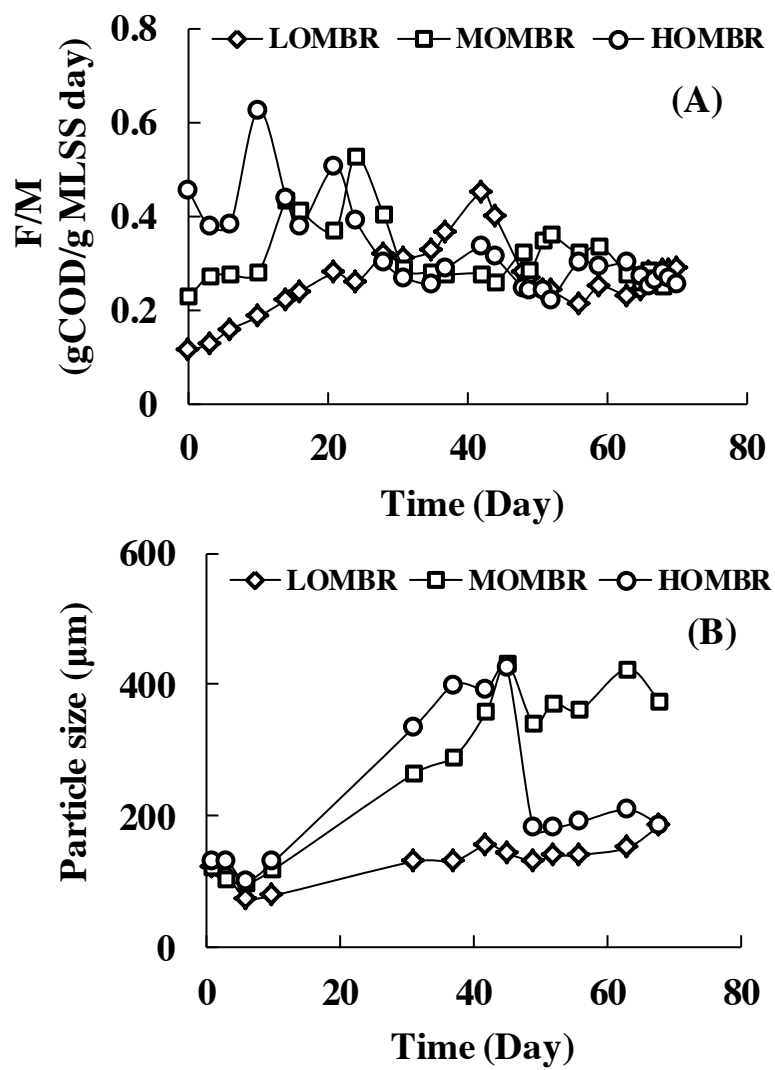 0.8
LOMBR MOMBR HOMBR
(A)
0.6
0.4
0.2
0
F/M
(gCOD/g MLSS day)
0 20 40 60 80
Time (Day)
600
LOMBR MOMBR HOMBR
(B)
400
200
0
Particle size (μm)
0 20 40 60 80
Time (Day)